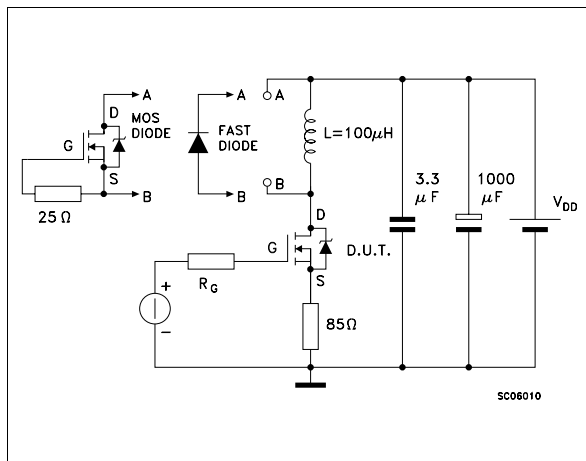 A
A
A
D
MOS
DIODE
G
FAST
DIODE
L=100µH
S
B
B
B
25 Ω
D
3.3
µF
1000
µF
V_DD
G
D.U.T.
+
R_G
S
−
85Ω
SC06010